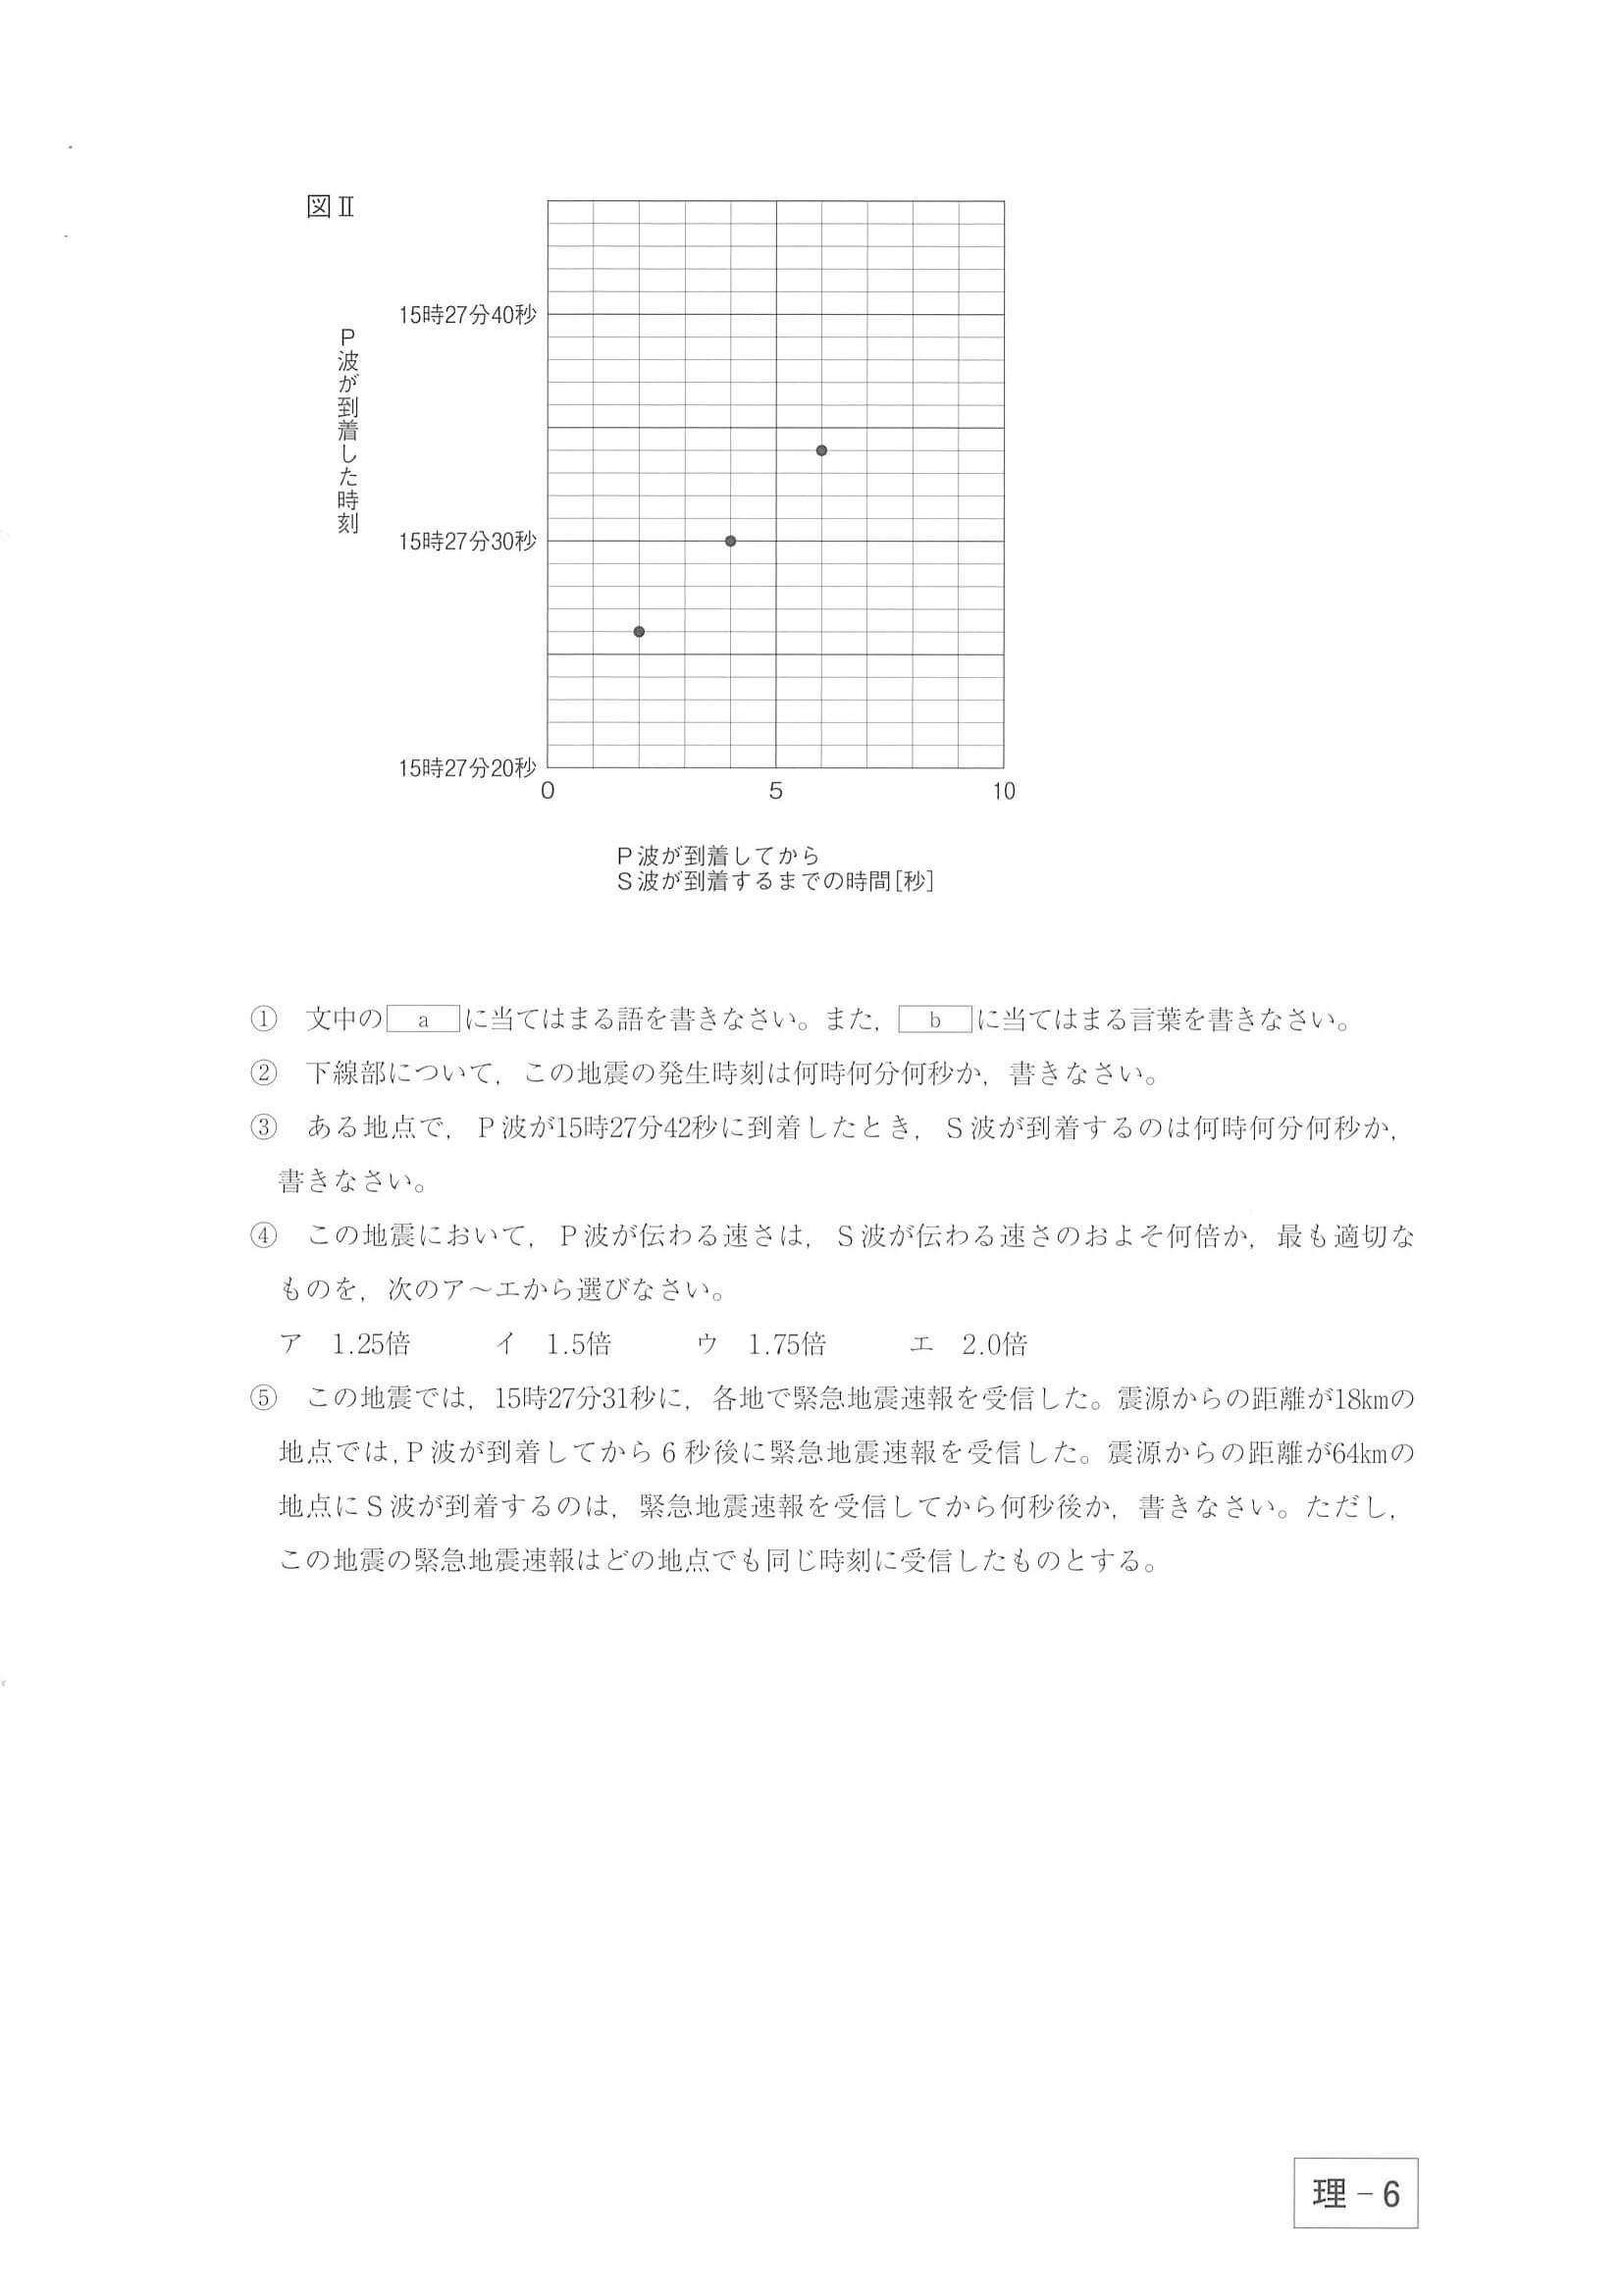 図Ⅱ
P波が到着した時刻
15時27分40秒
15時27分30秒
15時27分20秒
0 5 10
P波が到着してから
S波が到着するまでの時間[秒]
① 文中の a に当てはまる語を書きなさい。また, b に当てはまる言葉を書きなさい。
② 下線部について,この地震の発生時刻は何時何分何秒か,書きなさい。
③ ある地点で,P波が15時27分42秒に到着したとき,S波が到着するのは何時何分何秒か,
書きなさい。
④ この地震において,P波が伝わる速さは,S波が伝わる速さのおよそ何倍か,最も適切な
ものを,次のア〜エから選びなさい。
ア 1.25倍 イ 1.5倍 ウ 1.75倍 エ 2.0倍
⑤ この地震では,15時27分31秒に,各地で緊急地震速報を受信した。震源からの距離が18kmの
地点では,P波が到着してから6秒後に緊急地震速報を受信した。震源からの距離が64kmの
地点にS波が到着するのは,緊急地震速報を受信してから何秒後か,書きなさい。ただし,
この地震の緊急地震速報はどの地点でも同じ時刻に受信したものとする。
理−6